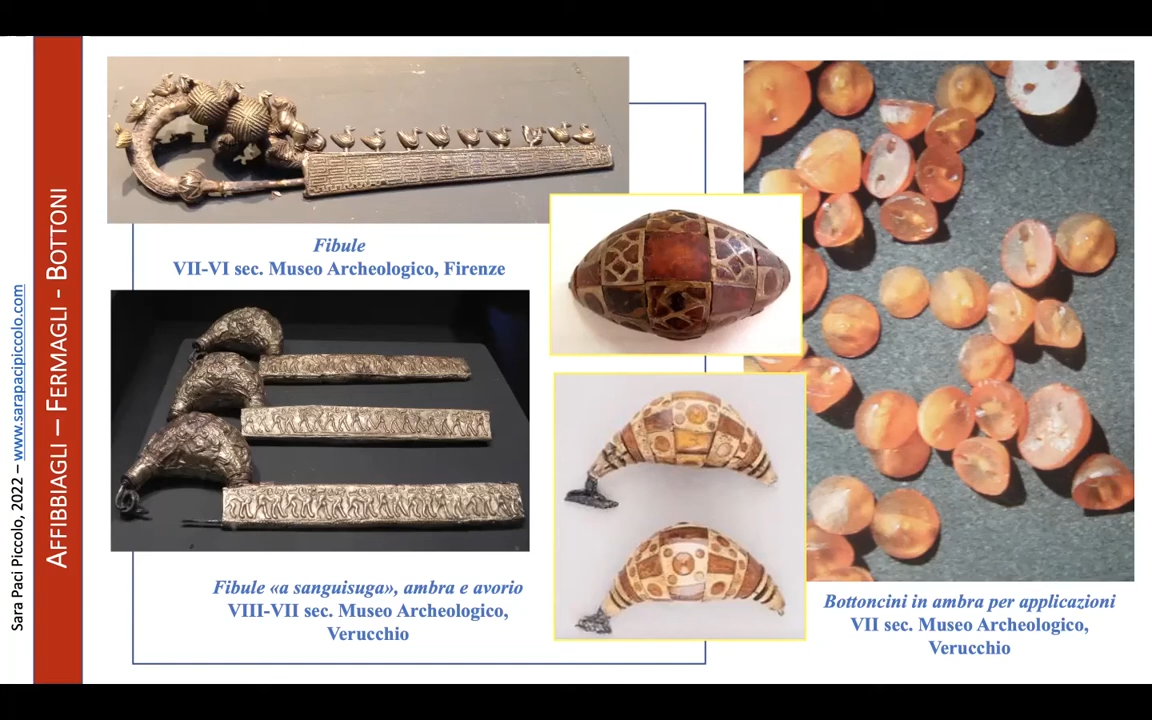 Sara Paci Piccolo, 2022 – www.sarapacipiccolo.com
AFFIBBIAGLI – FERMAGLI - BOTTONI
Fibule
VII-VI sec. Museo Archeologico, Firenze
Fibule «a sanguisuga», ambra e avorio
VIII-VII sec. Museo Archeologico,
Verucchio
Bottoncini in ambra per applicazioni
VII sec. Museo Archeologico,
Verucchio